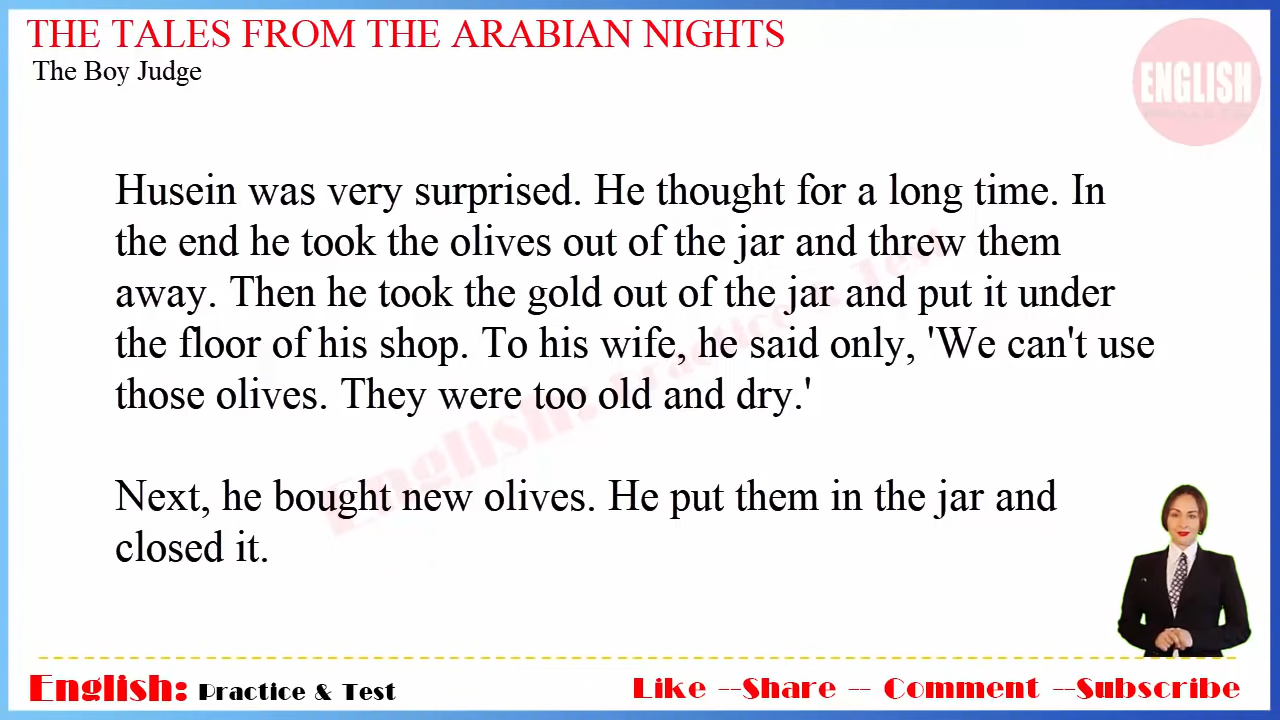 THE TALES FROM THE ARABIAN NIGHTS
The Boy Judge
ENGLISH
Husein was very surprised. He thought for a long time. In
the end he took the olives out of the jar and threw them
away. Then he took the gold out of the jar and put it under
the floor of his shop. To his wife, he said only, 'We can't use
those olives. They were too old and dry.'
Next, he bought new olives. He put them in the jar and
closed it.
English: Practice & Test
English: Practice & Test
Like --Share -- Comment --Subscribe